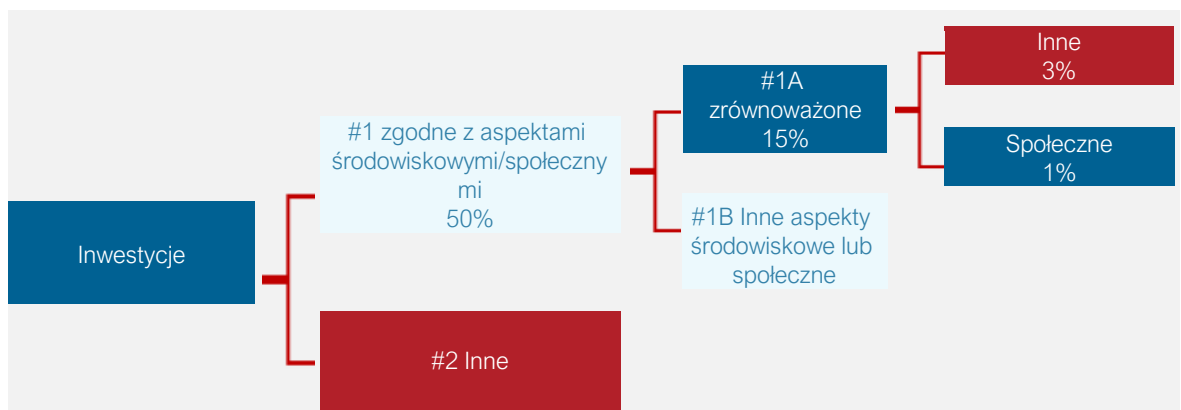 Inwestycje
#1 zgodne z aspektami
środowiskowymi/społeczny
mi
50%
#2 Inne
#1A
zrównoważone
15%
#1B Inne aspekty
środowiskowe lub
społeczne
Inne
3%
Społeczne
1%